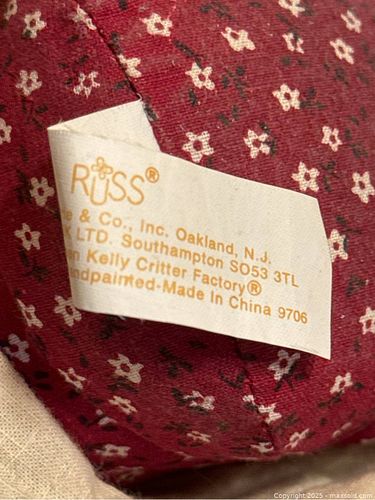 RUSS®
e & Co., Inc. Oakland, N.J.
K LTD. Southampton SO53 3TL
n Kelly Critter Factory®
ndpainted-Made In China 9706
Copyright 2025 - maxsold.com